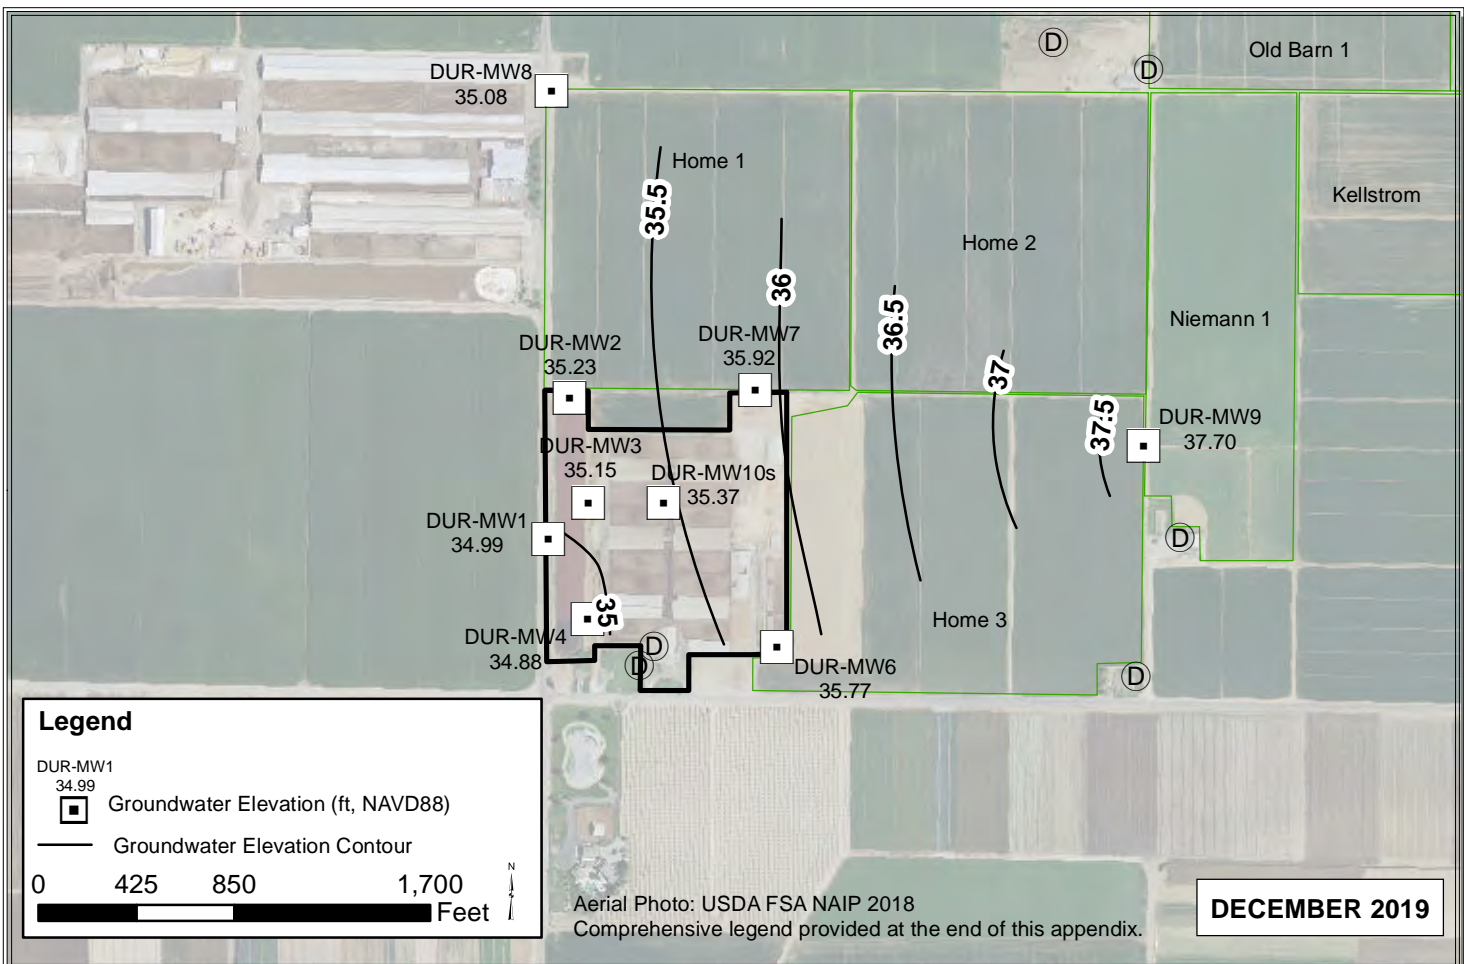 D
Old Barn 1
D
DUR-MW8
35.08
Home 1
Kellstrom
35.5
Home 2
36
36.5
Niemann 1
DUR-MW2
35.23
DUR-MW7
35.92
37
37.5
DUR-MW9
37.70
DUR-MW3
35.15
DUR-MW10s
35.37
DUR-MW1
34.99
D
35
Home 3
DUR-MW4
34.88
D
D
DUR-MW6
35.77
D
Legend
DUR-MW1
34.99
Groundwater Elevation (ft, NAVD88)
Groundwater Elevation Contour
N
0 425 850 1,700
Feet
Aerial Photo: USDA FSA NAIP 2018
Comprehensive legend provided at the end of this appendix.
DECEMBER 2019